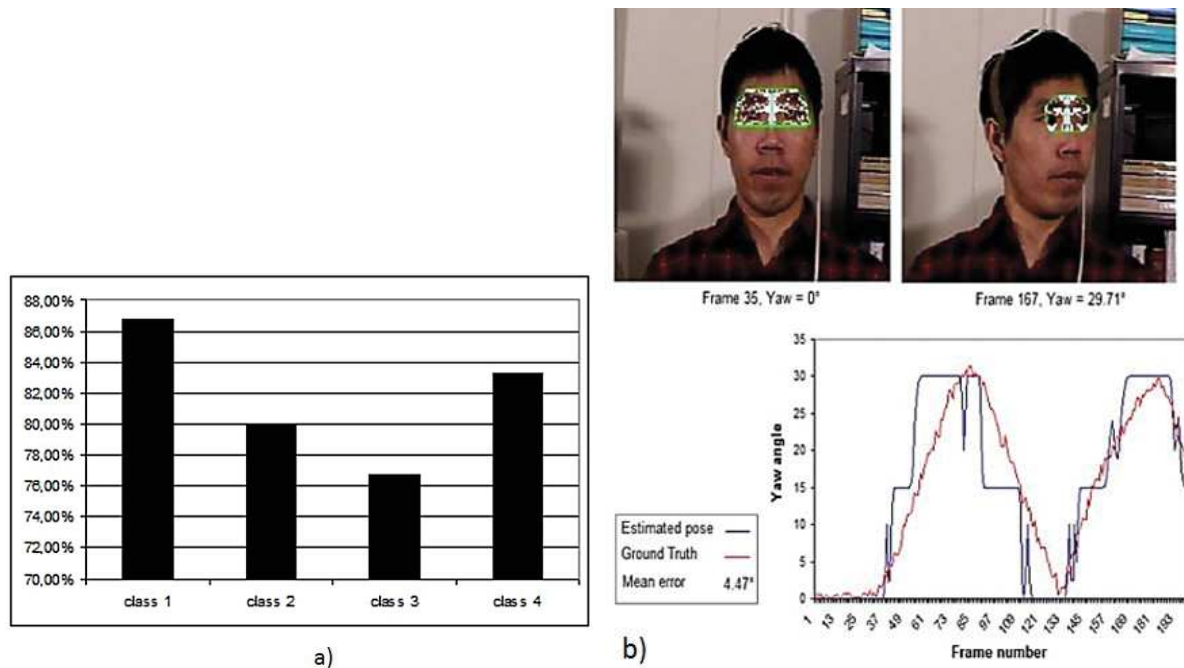 88,00%
86,00%
84,00%
82,00%
80,00%
78,00%
76,00%
74,00%
72,00%
70,00%
class 1 class 2 class 3 class 4
a)
Frame 35, Yaw = 0°
Frame 167, Yaw = 29.71°
35
30
25
20
15
10
5
0
Yaw angle
1 13 25 37 49 61 73 85 97 109 121 133 145 157 169 181 193
Frame number
Estimated pose
Ground Truth
Mean error 4.47°
b)